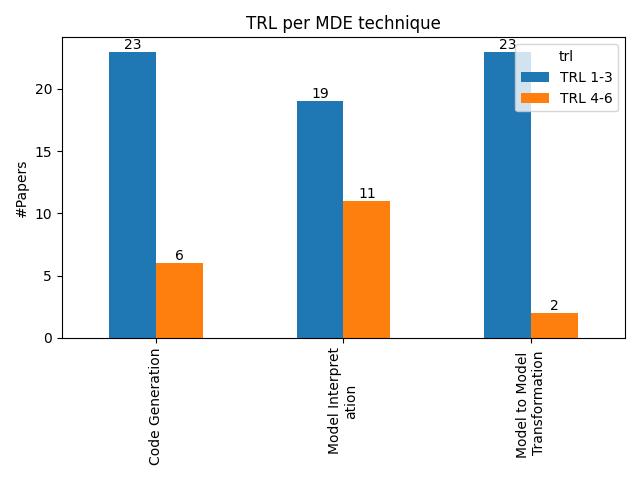 TRL per MDE technique
#Papers
20
15
10
5
0
23
6
19
11
23
2
trl
TRL 1-3
TRL 4-6
Code Generation
Model Interpret
ation
Model to Model
Transformation